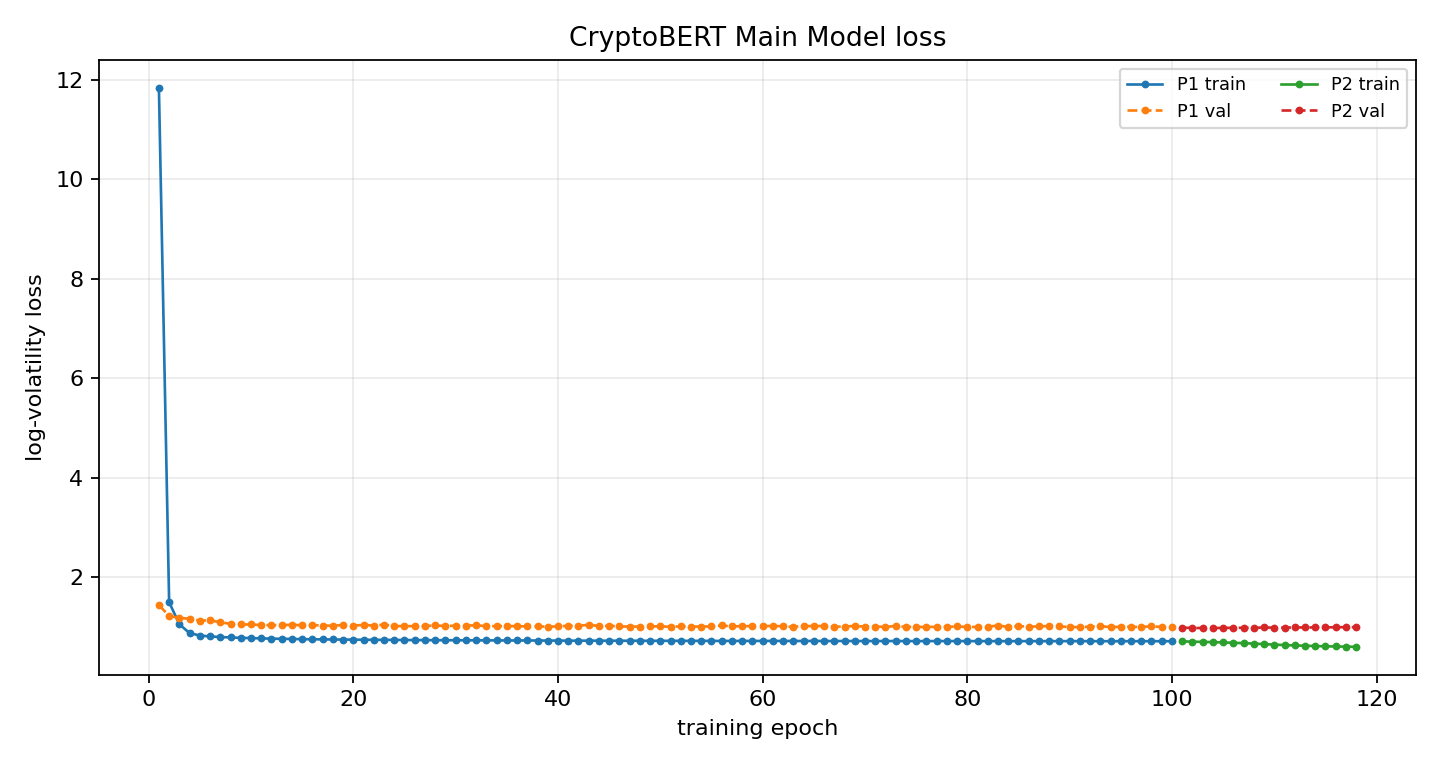 CryptoBERT Main Model loss
12
10
8
6
4
2
log-volatility loss
P1 train
P1 val
P2 train
P2 val
0 20 40 60 80 100 120
training epoch